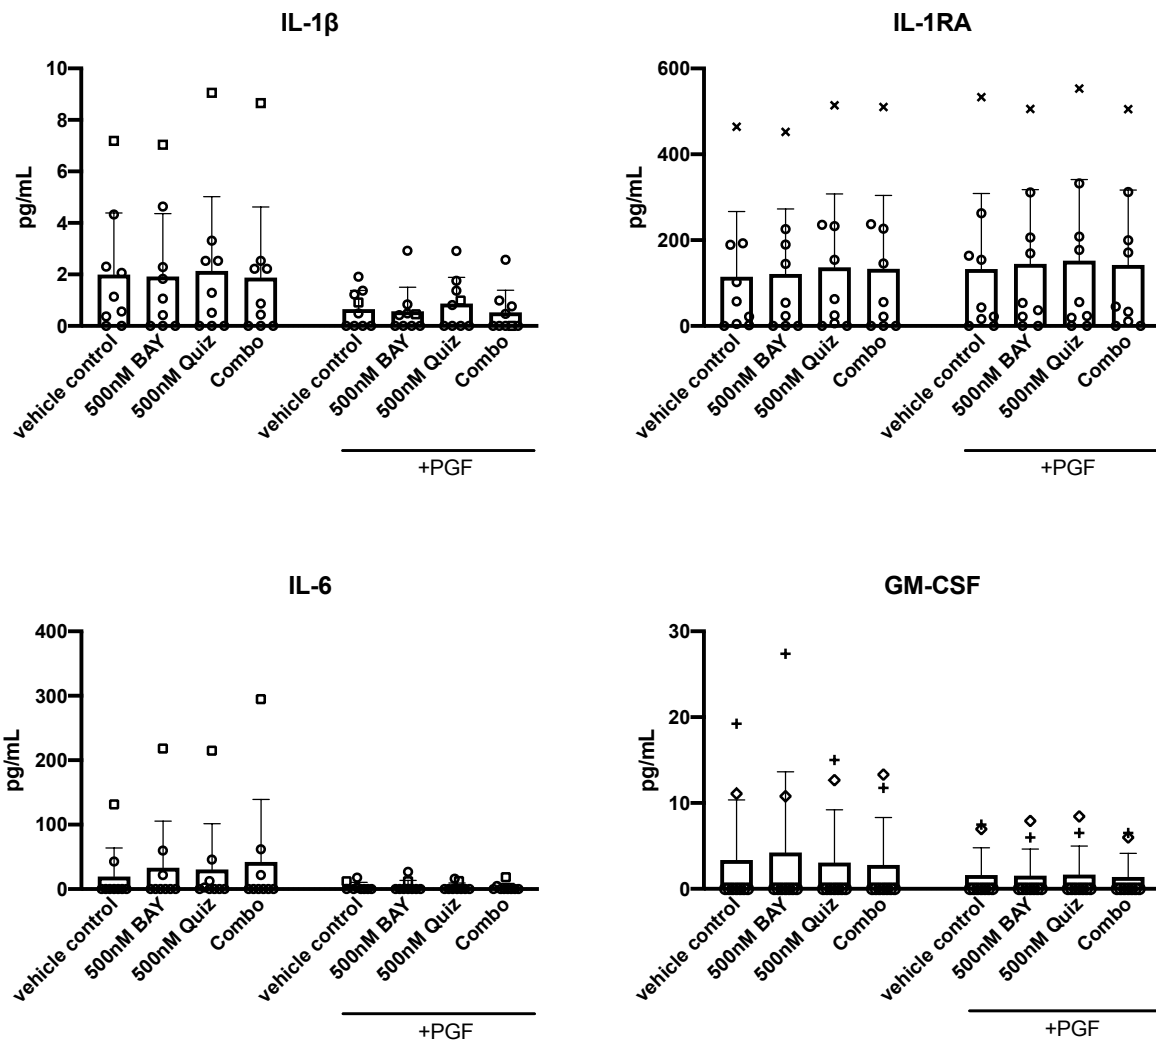 IL-1β
10
8
6
4
2
0
pg/mL
vehicle control
500nM BAY
500nM Quiz
Combo
vehicle control
500nM BAY
500nM Quiz
Combo
+PGF
IL-1RA
600
400
200
0
pg/mL
vehicle control
500nM BAY
500nM Quiz
Combo
vehicle control
500nM BAY
500nM Quiz
Combo
+PGF
IL-6
400
300
200
100
0
pg/mL
vehicle control
500nM BAY
500nM Quiz
Combo
vehicle control
500nM BAY
500nM Quiz
Combo
+PGF
GM-CSF
30
20
10
0
pg/mL
vehicle control
500nM BAY
500nM Quiz
Combo
vehicle control
500nM BAY
500nM Quiz
Combo
+PGF